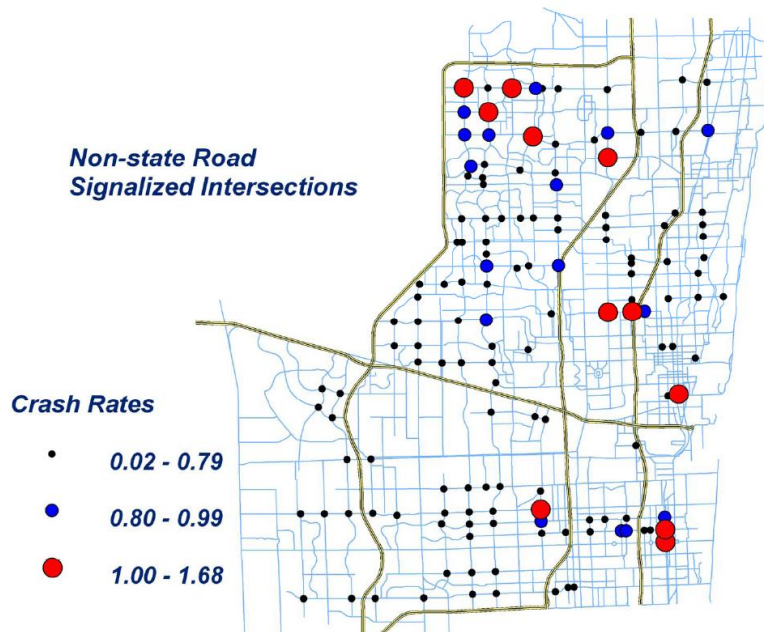 Non-state Road
Signalized Intersections
Crash Rates
0.02 - 0.79
0.80 - 0.99
1.00 - 1.68